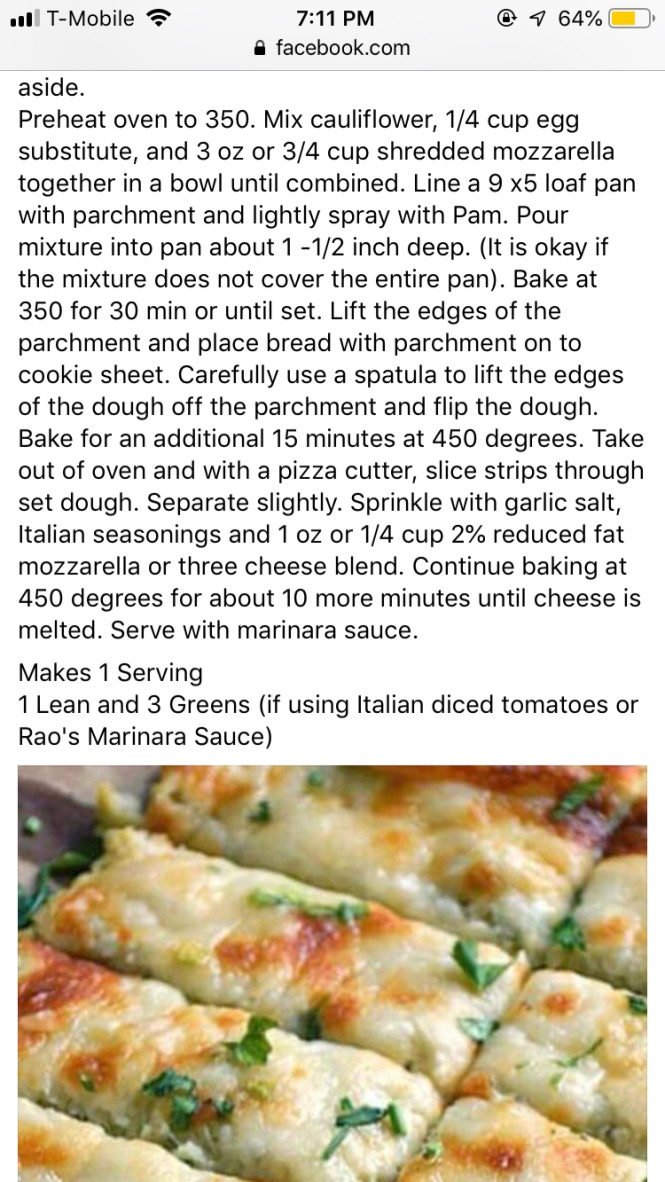 T-Mobile 7:11 PM 64%
facebook.com
aside.
Preheat oven to 350. Mix cauliflower, 1/4 cup egg
substitute, and 3 oz or 3/4 cup shredded mozzarella
together in a bowl until combined. Line a 9 x5 loaf pan
with parchment and lightly spray with Pam. Pour
mixture into pan about 1 -1/2 inch deep. (It is okay if
the mixture does not cover the entire pan). Bake at
350 for 30 min or until set. Lift the edges of the
parchment and place bread with parchment on to
cookie sheet. Carefully use a spatula to lift the edges
of the dough off the parchment and flip the dough.
Bake for an additional 15 minutes at 450 degrees. Take
out of oven and with a pizza cutter, slice strips through
set dough. Separate slightly. Sprinkle with garlic salt,
Italian seasonings and 1 oz or 1/4 cup 2% reduced fat
mozzarella or three cheese blend. Continue baking at
450 degrees for about 10 more minutes until cheese is
melted. Serve with marinara sauce.
Makes 1 Serving
1 Lean and 3 Greens (if using Italian diced tomatoes or
Rao's Marinara Sauce)